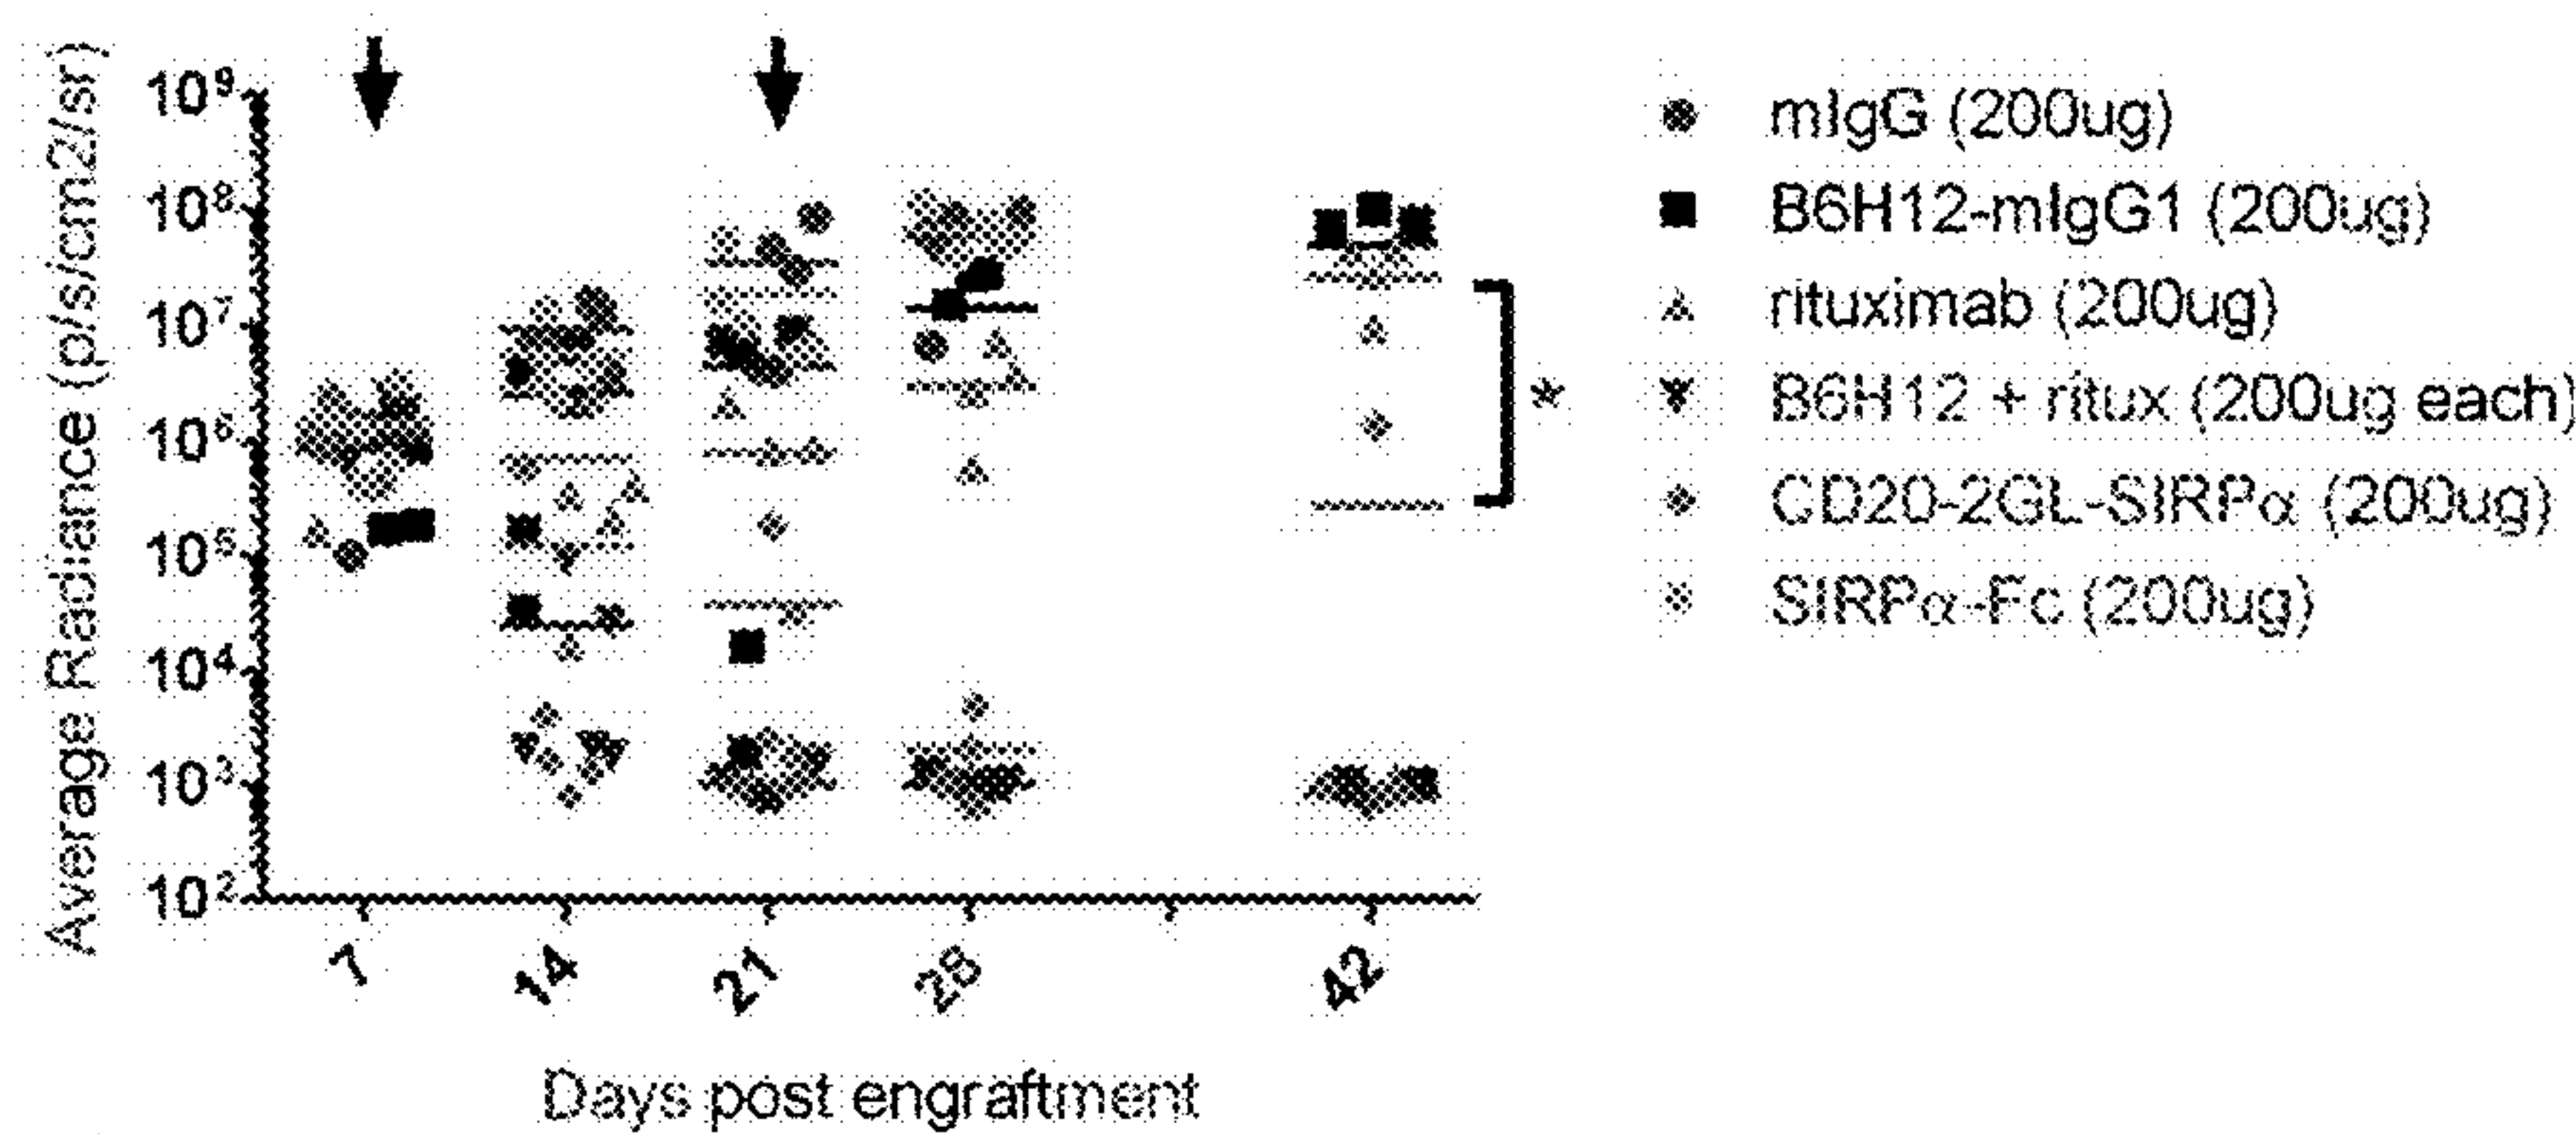 Average Radiance (p/s/cm2/sr)
10⁹
10⁸
10⁷
10⁶
10⁵
10⁴
10³
10²
7
14
21
28
42
Days post engraftment
*
mIgG (200ug)
B6H12-mIgG1 (200ug)
rituximab (200ug)
B6H12 + ritux (200ug each)
CD20-2GL-SIRPα (200ug)
SIRPα-Fc (200ug)